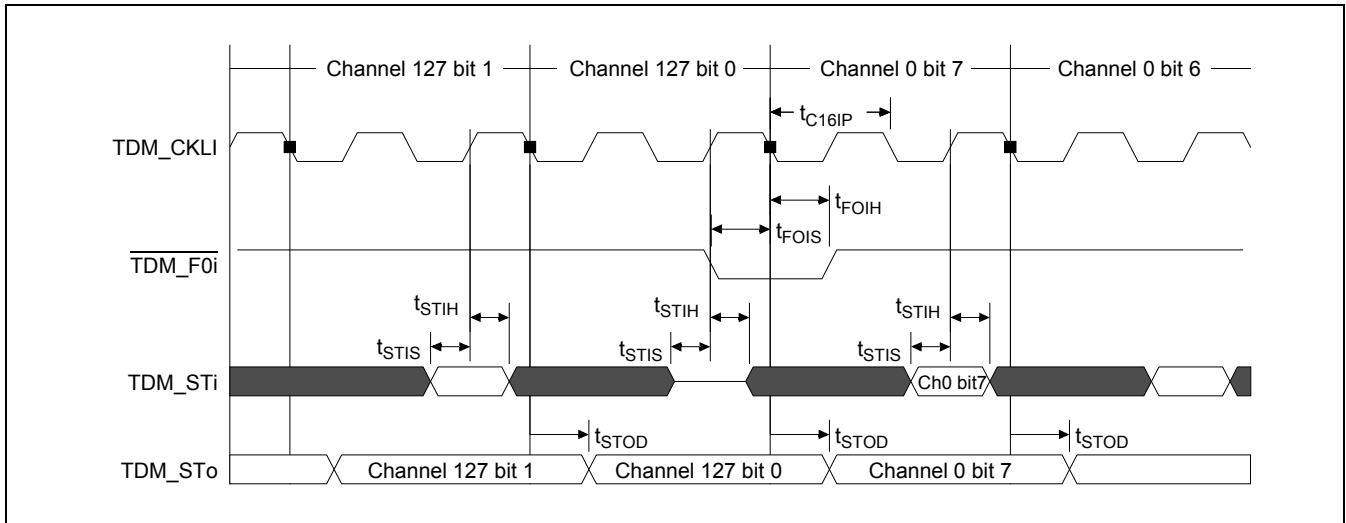 Channel 127 bit 1 Channel 127 bit 0 Channel 0 bit 7 Channel 0 bit 6
tC16IP
TDM_CKLI
tFOIH
tFOIS
TDM_F0i
tSTIH tSTIH tSTIH
tSTIS tSTIS tSTIS
TDM_STi Ch0 bit7
tSTOD tSTOD tSTOD
TDM_STo Channel 127 bit 1 Channel 127 bit 0 Channel 0 bit 7